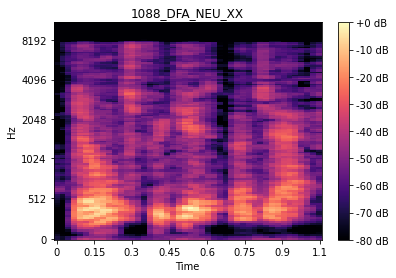 1088_DFA_NEU_XX
Hz
8192
4096
2048
1024
512
0
0
0.15
0.3
0.45
0.6
0.75
0.9
1.1
Time
+0 dB
-10 dB
-20 dB
-30 dB
-40 dB
-50 dB
-60 dB
-70 dB
-80 dB